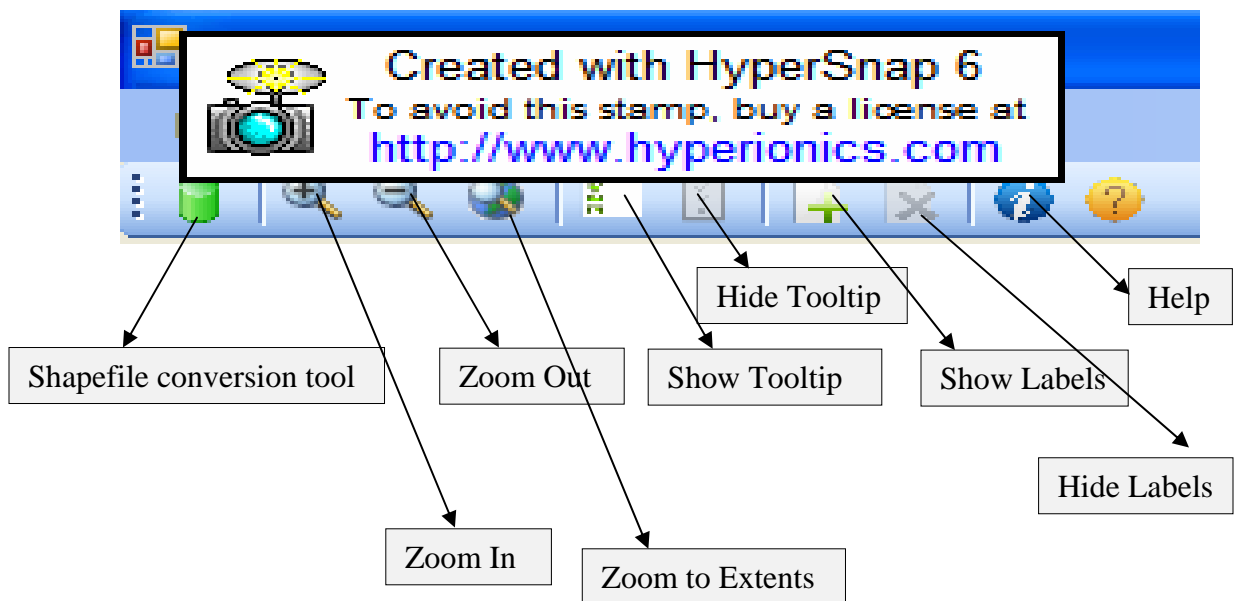 Created with HyperSnap 6
To avoid this stamp, buy a license at
http://www.hyperionics.com
Hide Tooltip
Help
Shapefile conversion tool
Zoom Out
Show Tooltip
Show Labels
Hide Labels
Zoom In
Zoom to Extents